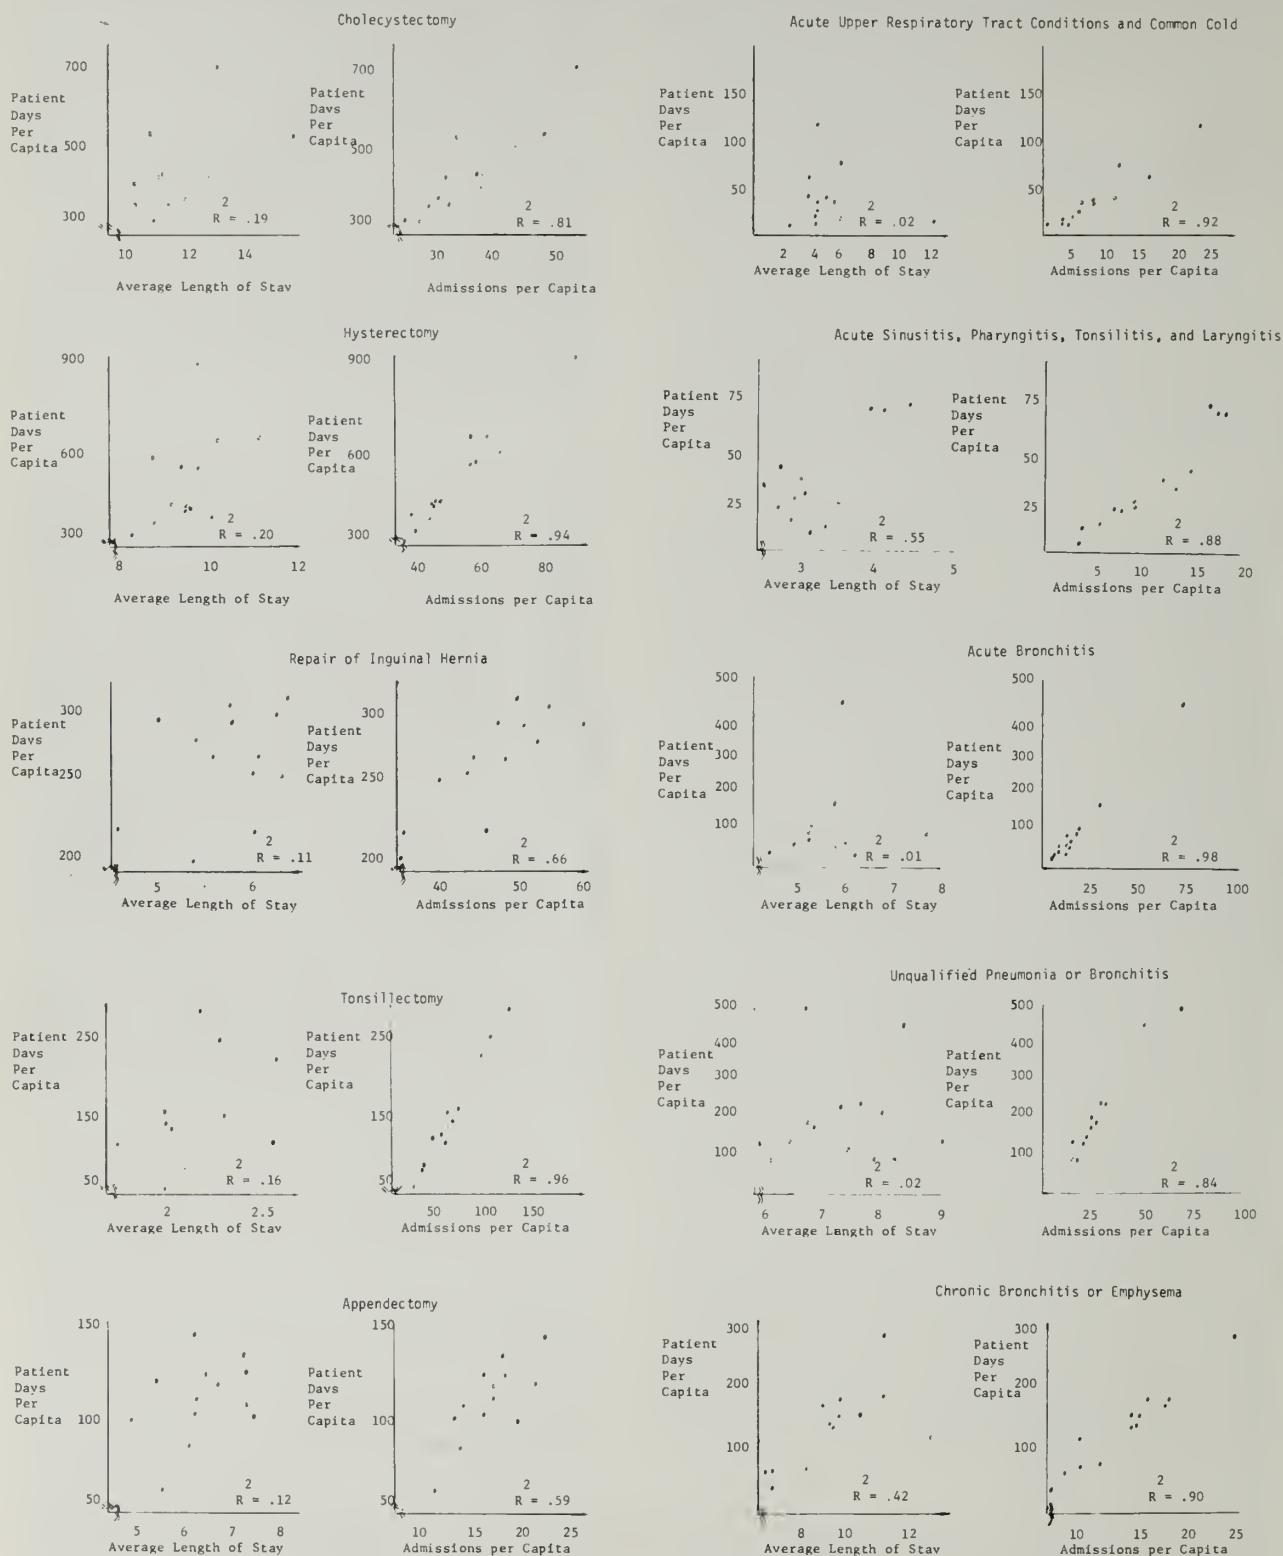 Cholecystectomy
700
Patient
Days
Per
Capita 500
300
2
R = .19
10 12 14
Average Length of Stav
700
Patient
Davs
Per
Capita 500
300
2
R = .81
30 40 50
Admissions per Capita
Acute Upper Respiratory Tract Conditions and Common Cold
Patient 150
Davs
Per
Capita 100
50
2
R = .02
2 4 6 8 10 12
Average Length of Stav
Patient 150
Davs
Per
Capita 100
50
2
R = .92
5 10 15 20 25
Admissions per Capita
Hysterectomy
900
Patient
Davs
Per
Capita 600
300
2
R = .20
8 10 12
Average Length of Stay
900
Patient
Davs
Per 600
Capita
300
2
R = .94
40 60 80
Admissions per Capita
Acute Sinusitis, Pharyngitis, Tonsilitis, and Laryngitis
Patient 75
Days
Per
Capita
50
25
2
R = .55
3 4 5
Average Length of Stay
Patient 75
Days
Per
Capita
50
25
2
R = .88
5 10 15 20
Admissions per Capita
Repair of Inguinal Hernia
300
Patient
Davs
Per
Capita 250
200
2
R = .11
5 6
Average Length of Stay
300
Patient
Days
Per
Capita 250
200
2
R = .66
40 50 60
Admissions per Capita
Acute Bronchitis
500
400
Patient 300
Davs
Per
Capita 200
100
2
R = .01
5 6 7 8
Average Length of Stay
500
400
Patient 300
Days
Per
Capita 200
100
2
R = .98
25 50 75 100
Admissions per Capita
Tonsillectomy
Patient 250
Davs
Per
Capita
150
50
2
R = .16
2 2.5
Average Length of Stav
Patient 250
Davs
Per
Capita
150
50
2
R = .96
50 100 150
Admissions per Capita
Unqualified Pneumonia or Bronchitis
500
400
Patient
Days 300
Per
Capita 200
100
2
R = .02
6 7 8 9
Average Length of Stav
500
400
Patient
Days 300
Per
Capita 200
100
2
R = .84
25 50 75 100
Admissions per Capita
Appendectomy
150
Patient
Days
Per
Capita 100
50
2
R = .12
5 6 7 8
Average Length of Stav
150
Patient
Davs
Per
Capita 100
50
2
R = .59
10 15 20 25
Admissions per Capita
Chronic Bronchitis or Emphysema
300
Patient
Days
Per
Capita 200
100
2
R = .42
8 10 12
Average Length of Stav
300
Patient
Days
Per 200
Capita
100
2
R = .90
10 15 20 25
Admissions per Capita